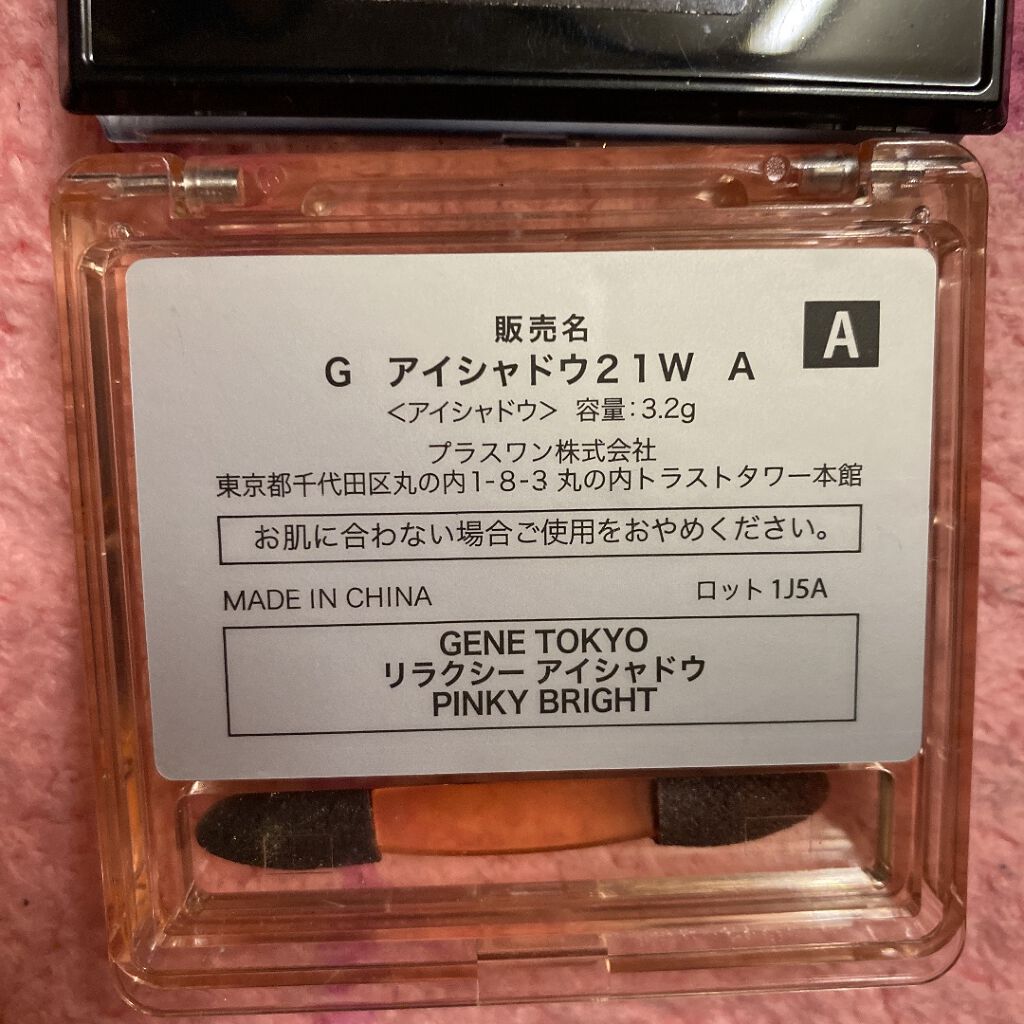 販売名
A
G アイシャドウ21W A
<アイシャドウ> 容量:3.2g
プラスワン株式会社
東京都千代田区丸の内1-8-3 丸の内トラストタワー本館
お肌に合わない場合ご使用をおやめください。
MADE IN CHINA ロット 1J5A
GENE TOKYO
リラクシー アイシャドウ
PINKY BRIGHT